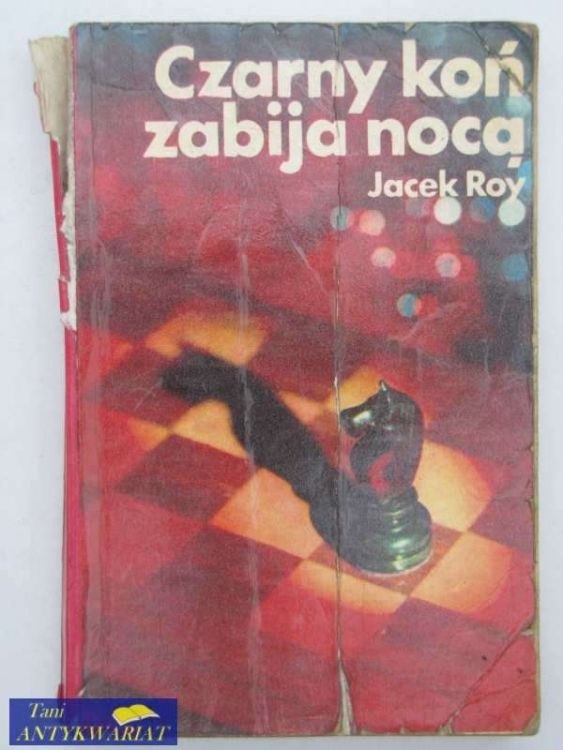 Czarny koń
zabija nocą
Jacek Roy
Tani
ANTYKWARIAT